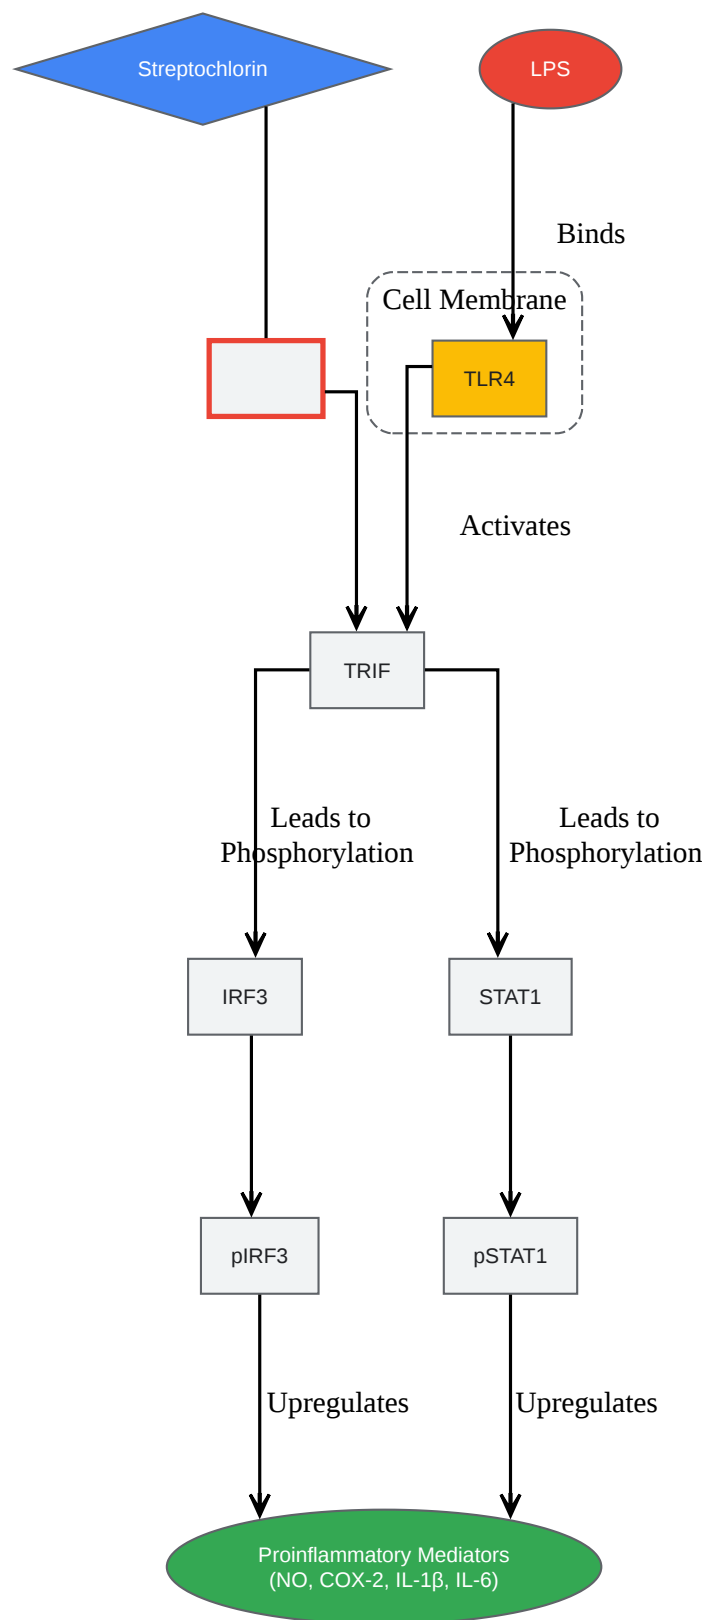 Streptochlorin
LPS
Binds
Cell Membrane
TLR4
Activates
TRIF
Leads to
Phosphorylation
Leads to
Phosphorylation
IRF3
STAT1
pIRF3
pSTAT1
Upregulates
Upregulates
Proinflammatory Mediators
(NO, COX-2, IL-1β, IL-6)